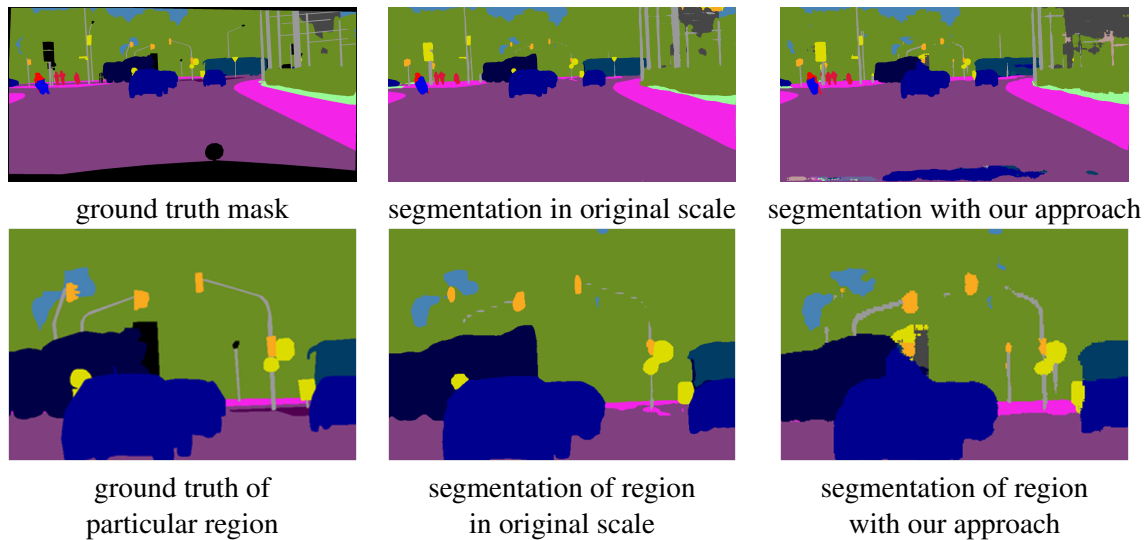 ground truth mask
segmentation in original scale
segmentation with our approach
ground truth of
particular region
segmentation of region
in original scale
segmentation of region
with our approach